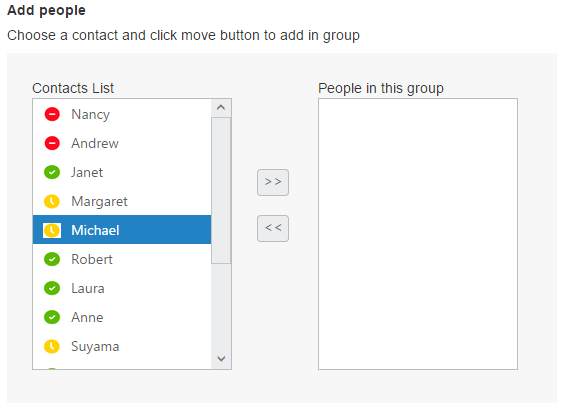 Add people
Choose a contact and click move button to add in group
Contacts List
People in this group
Nancy
Andrew
Janet
Margaret
Michael
Robert
Laura
Anne
Suyama
>>
<<